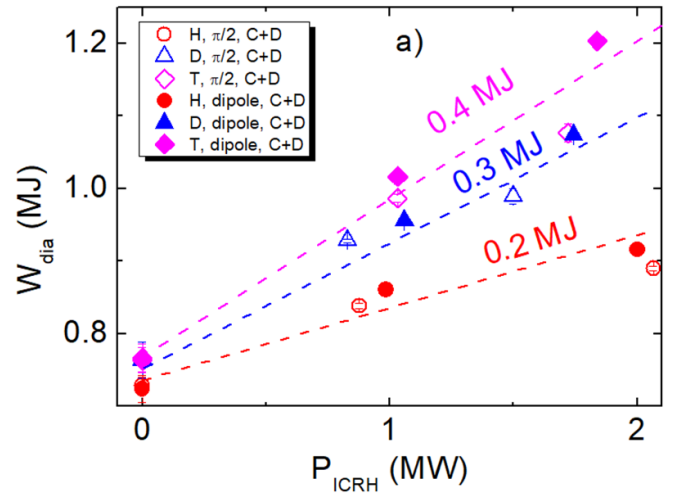 a)
H, π/2, C+D
D, π/2, C+D
T, π/2, C+D
H, dipole, C+D
D, dipole, C+D
T, dipole, C+D
0.4 MJ
0.3 MJ
0.2 MJ
W_dia (MJ)
1.2
1.0
0.8
0 1 2
P_ICRH (MW)